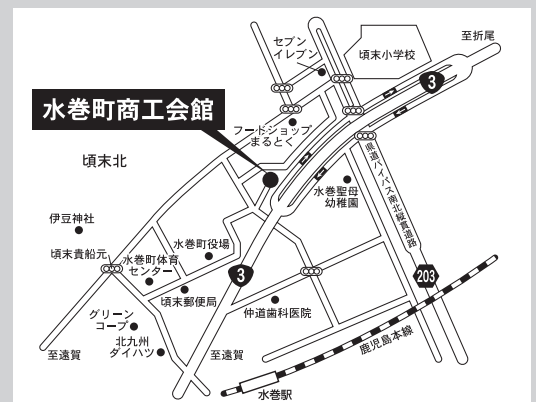 セブン
イレブン
頃末小学校
至折尾
3
水巻町商工会館
フードショップ
まるとく
頃末北
県道バイパス南北縦貫道路
水巻聖母
幼稚園
伊豆神社
頃末貴船元
水巻町役場
水巻町体育
センター
3
203
頃末郵便局
仲道歯科医院
グリーン
コープ
北九州
ダイハツ
至遠賀
至遠賀
鹿児島本線
水巻駅